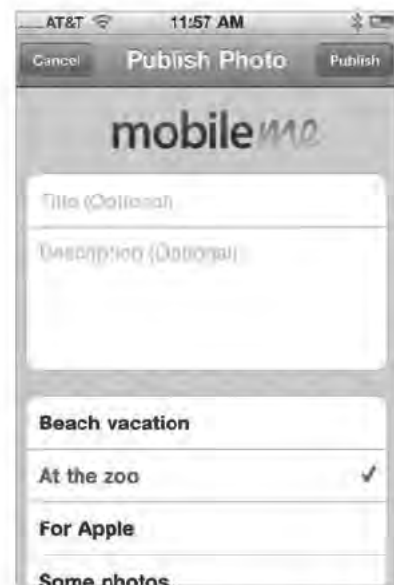 AT&T 11:57 AM
Cancel Publish Photo Publish
mobileme
Title (Optional)
Description (Optional)
Beach vacation
At the zoo
For Apple
Some photos